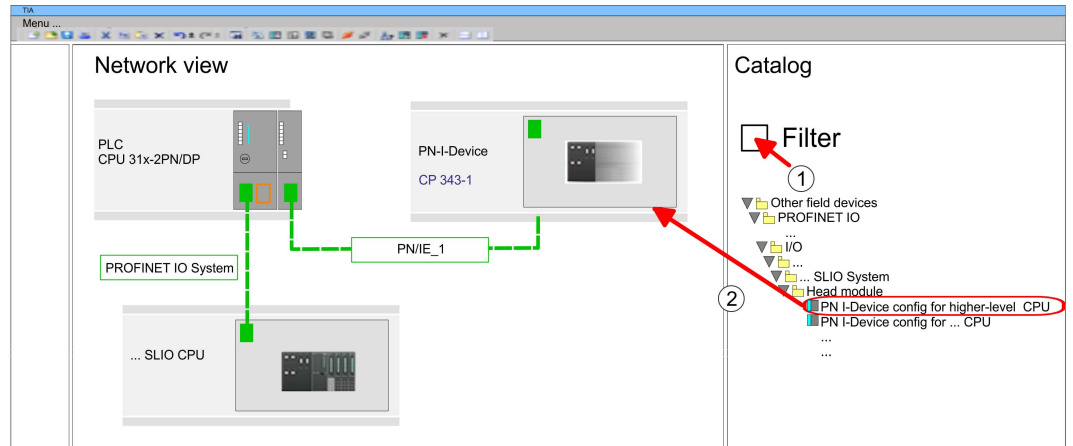 TIA
Menu ...
Network view
PLC
CPU 31x-2PN/DP
PN-I-Device
CP 343-1
PN/IE_1
PROFINET IO System
... SLIO CPU
Catalog
Filter
1
Other field devices
PROFINET IO
...
I/O
...
... SLIO System
Head module
2
PN I-Device config for higher-level CPU
PN I-Device config for ... CPU
...
...